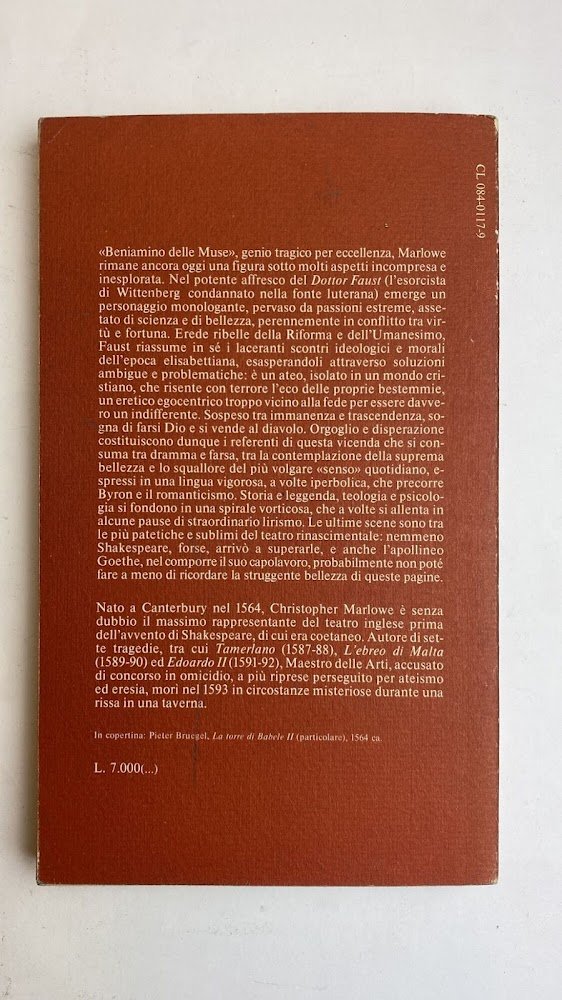 CL 084-0117-9
«Beniamino delle Muse», genio tragico per eccellenza, Marlowe
rimane ancora oggi una figura sotto molti aspetti incompresa e
inesplorata. Nel potente affresco del Dottor Faust (l'esorcista
di Wittenberg condannato nella fonte luterana) emerge un
personaggio monologante, pervaso da passioni estreme, asse-
tato di scienza e di bellezza, perennemente in conflitto tra vir-
tù e fortuna. Erede ribelle della Riforma e dell'Umanesimo,
Faust riassume in sé i laceranti scontri ideologici e morali
dell'epoca elisabettiana, esasperandoli attraverso soluzioni
ambigue e problematiche: è un ateo, isolato in un mondo cri-
stiano, che risente con terrore l'eco delle proprie bestemmie,
un eretico egocentrico troppo vicino alla fede per essere davve-
ro un indifferente. Sospeso tra immanenza e trascendenza, so-
gna di farsi Dio e si vende al diavolo. Orgoglio e disperazione
costituiscono dunque i referenti di questa vicenda che si con-
suma tra dramma e farsa, tra la contemplazione della suprema
bellezza e lo squallore del più volgare «senso» quotidiano, e-
spressi in una lingua vigorosa, a volte iperbolica, che precorre
Byron e il romanticismo. Storia e leggenda, teologia e psicolo-
gia si fondono in una spirale vorticosa, che a volte si allenta in
alcune pause di straordinario lirismo. Le ultime scene sono tra
le più patetiche e sublimi del teatro rinascimentale: nemmeno
Shakespeare, forse, arrivò a superarle, e anche l'apollineo
Goethe, nel comporre il suo capolavoro, probabilmente non poté
fare a meno di ricordare la struggente bellezza di queste pagine.
Nato a Canterbury nel 1564, Christopher Marlowe è senza
dubbio il massimo rappresentante del teatro inglese prima
dell'avvento di Shakespeare, di cui era coetaneo. Autore di set-
te tragedie, tra cui Tamerlano (1587-88), L'ebreo di Malta
(1589-90) ed Edoardo II (1591-92), Maestro delle Arti, accusato
di concorso in omicidio, a più riprese perseguito per ateismo
ed eresia, morì nel 1593 in circostanze misteriose durante una
rissa in una taverna.
In copertina: Pieter Bruegel, La torre di Babele II (particolare), 1564 ca.
L. 7.000(...)